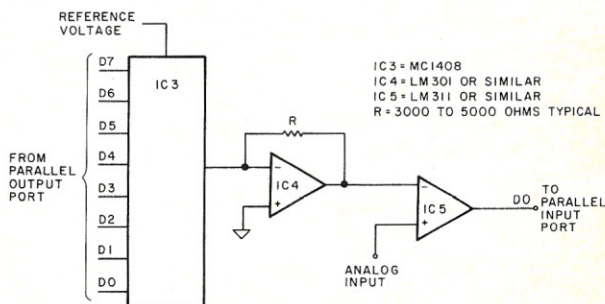 REFERENCE
VOLTAGE
D7
D6
D5
D4
D3
D2
D1
D0
IC3
FROM
PARALLEL
OUTPUT
PORT
IC3 = MC1408
IC4 = LM301 OR SIMILAR
IC5 = LM311 OR SIMILAR
R = 3000 TO 5000 OHMS TYPICAL
R
−
IC4
+
−
IC5
+
ANALOG
INPUT
D0
TO
PARALLEL
INPUT
PORT